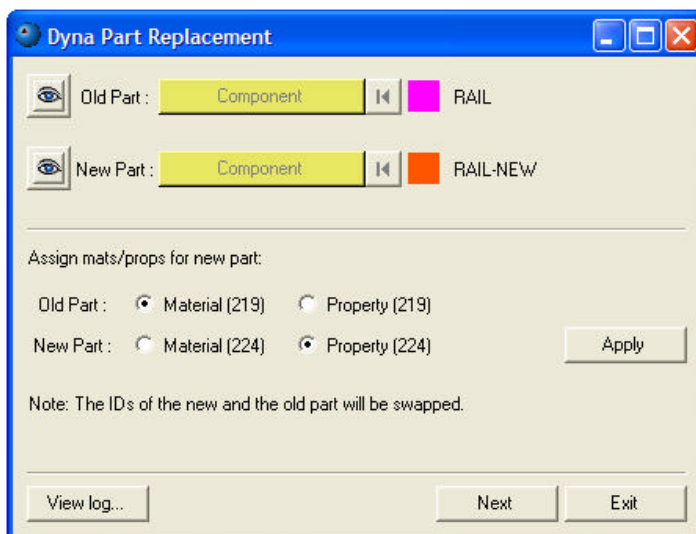 Dyna Part Replacement
Old Part : Component RAIL
New Part : Component RAIL-NEW
Assign mats/props for new part:
Old Part : Material (219) Property (219)
New Part : Material (224) Property (224) Apply
Note: The IDs of the new and the old part will be swapped.
View log... Next Exit